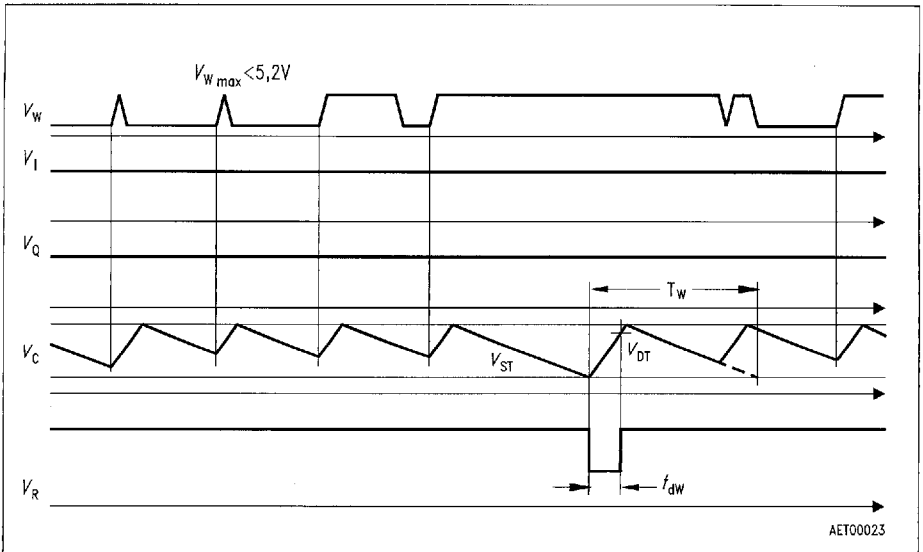 V_W max <5,2V
V_W
V_I
V_Q
T_W
V_C
V_ST
V_DT
V_R
t_dW
AET00023